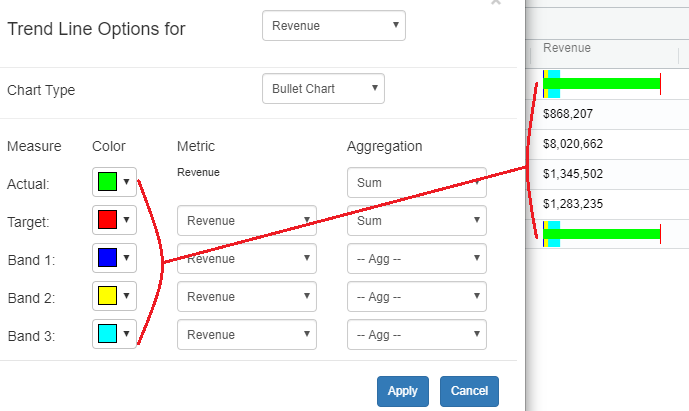 Trend Line Options for Revenue
Revenue
Chart Type Bullet Chart
Measure Color Metric Aggregation
Actual: Revenue Sum
Target: Revenue Sum
Band 1: Revenue -- Agg --
Band 2: Revenue -- Agg --
Band 3: Revenue -- Agg --
Apply Cancel
$868,207
$8,020,662
$1,345,502
$1,283,235